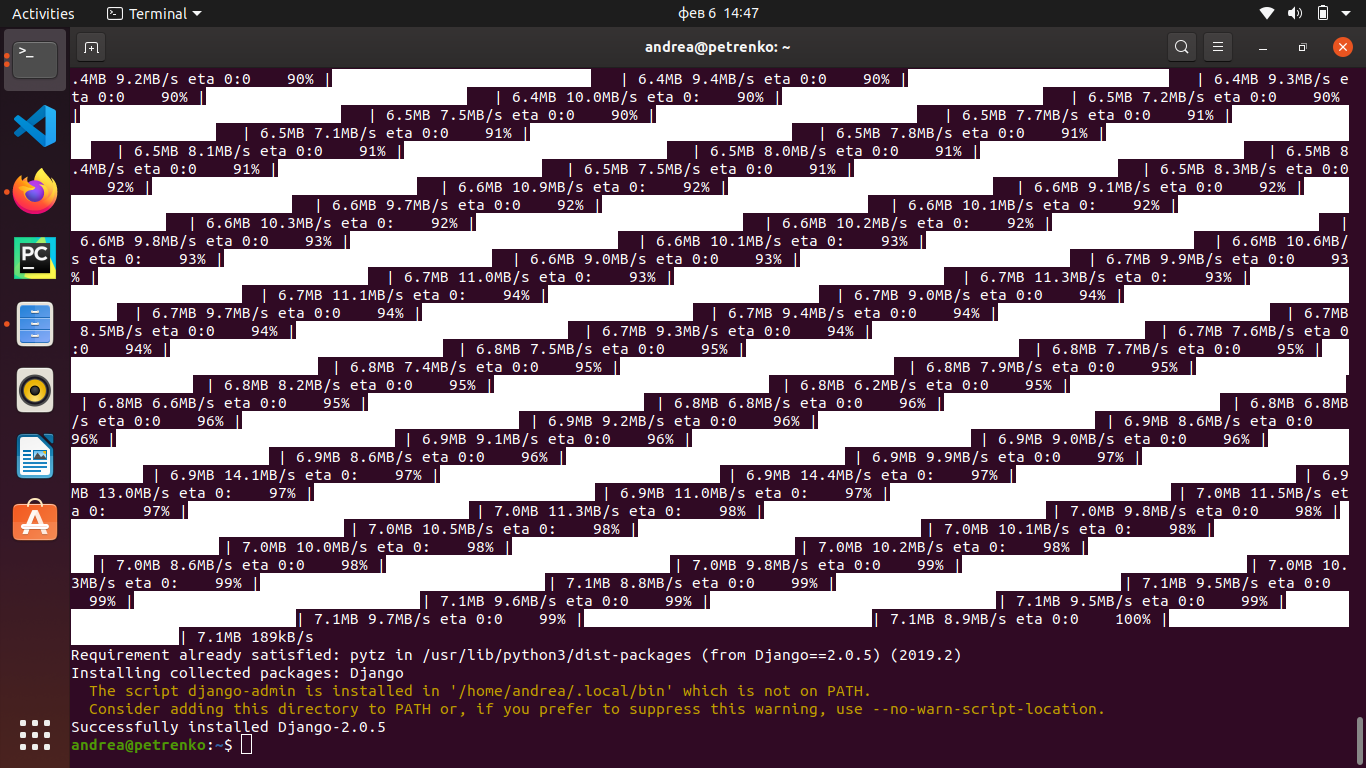 Activities Terminal фев 6 14:47
andrea@petrenko: ~
.4MB 9.2MB/s eta 0:0 90% | | 6.4MB 9.4MB/s eta 0:0 90% | | 6.4MB 9.3MB/s e
ta 0:0 90% | | 6.4MB 10.0MB/s eta 0: 90% | | 6.5MB 7.2MB/s eta 0:0 90%
| | 6.5MB 7.5MB/s eta 0:0 90% | | 6.5MB 7.7MB/s eta 0:0 91% |
| 6.5MB 7.1MB/s eta 0:0 91% | | 6.5MB 7.8MB/s eta 0:0 91% |
| 6.5MB 8.1MB/s eta 0:0 91% | | 6.5MB 8.0MB/s eta 0:0 91% | | 6.5MB 8
.4MB/s eta 0:0 91% | | 6.5MB 7.5MB/s eta 0:0 91% | | 6.5MB 8.3MB/s eta 0:0
92% | | 6.6MB 10.9MB/s eta 0: 92% | | 6.6MB 9.1MB/s eta 0:0 92% |
| 6.6MB 9.7MB/s eta 0:0 92% | | 6.6MB 10.1MB/s eta 0: 92% |
| 6.6MB 10.3MB/s eta 0: 92% | | 6.6MB 10.2MB/s eta 0: 92% | |
6.6MB 9.8MB/s eta 0:0 93% | | 6.6MB 10.1MB/s eta 0: 93% | | 6.6MB 10.6MB/
s eta 0: 93% | | 6.6MB 9.0MB/s eta 0:0 93% | | 6.7MB 9.9MB/s eta 0:0 93
% | | 6.7MB 11.0MB/s eta 0: 93% | | 6.7MB 11.3MB/s eta 0: 93% |
| 6.7MB 11.1MB/s eta 0: 94% | | 6.7MB 9.0MB/s eta 0:0 94% |
| 6.7MB 9.7MB/s eta 0:0 94% | | 6.7MB 9.4MB/s eta 0:0 94% | | 6.7MB
8.5MB/s eta 0:0 94% | | 6.7MB 9.3MB/s eta 0:0 94% | | 6.7MB 7.6MB/s eta 0
:0 94% | | 6.8MB 7.5MB/s eta 0:0 95% | | 6.8MB 7.7MB/s eta 0:0 95% |
| 6.8MB 7.4MB/s eta 0:0 95% | | 6.8MB 7.9MB/s eta 0:0 95% |
| 6.8MB 8.2MB/s eta 0:0 95% | | 6.8MB 6.2MB/s eta 0:0 95% |
| 6.8MB 6.6MB/s eta 0:0 95% | | 6.8MB 6.8MB/s eta 0:0 96% | | 6.8MB 6.8MB
/s eta 0:0 96% | | 6.9MB 9.2MB/s eta 0:0 96% | | 6.9MB 8.6MB/s eta 0:0
96% | | 6.9MB 9.1MB/s eta 0:0 96% | | 6.9MB 9.0MB/s eta 0:0 96% |
| 6.9MB 8.6MB/s eta 0:0 96% | | 6.9MB 9.9MB/s eta 0:0 97% |
| 6.9MB 14.1MB/s eta 0: 97% | | 6.9MB 14.4MB/s eta 0: 97% | | 6.9
MB 13.0MB/s eta 0: 97% | | 6.9MB 11.0MB/s eta 0: 97% | | 7.0MB 11.5MB/s et
a 0: 97% | | 7.0MB 11.3MB/s eta 0: 98% | | 7.0MB 9.8MB/s eta 0:0 98% |
| 7.0MB 10.5MB/s eta 0: 98% | | 7.0MB 10.1MB/s eta 0: 98% |
| 7.0MB 10.0MB/s eta 0: 98% | | 7.0MB 10.2MB/s eta 0: 98% |
| 7.0MB 8.6MB/s eta 0:0 98% | | 7.0MB 9.8MB/s eta 0:0 99% | | 7.0MB 10.
3MB/s eta 0: 99% | | 7.1MB 8.8MB/s eta 0:0 99% | | 7.1MB 9.5MB/s eta 0:0
99% | | 7.1MB 9.6MB/s eta 0:0 99% | | 7.1MB 9.5MB/s eta 0:0 99% |
| 7.1MB 9.7MB/s eta 0:0 99% | | 7.1MB 8.9MB/s eta 0:0 100% |
| 7.1MB 189kB/s
Requirement already satisfied: pytz in /usr/lib/python3/dist-packages (from Django==2.0.5) (2019.2)
Installing collected packages: Django
The script django-admin is installed in '/home/andrea/.local/bin' which is not on PATH.
Consider adding this directory to PATH or, if you prefer to suppress this warning, use --no-warn-script-location.
Successfully installed Django-2.0.5
andrea@petrenko:~$